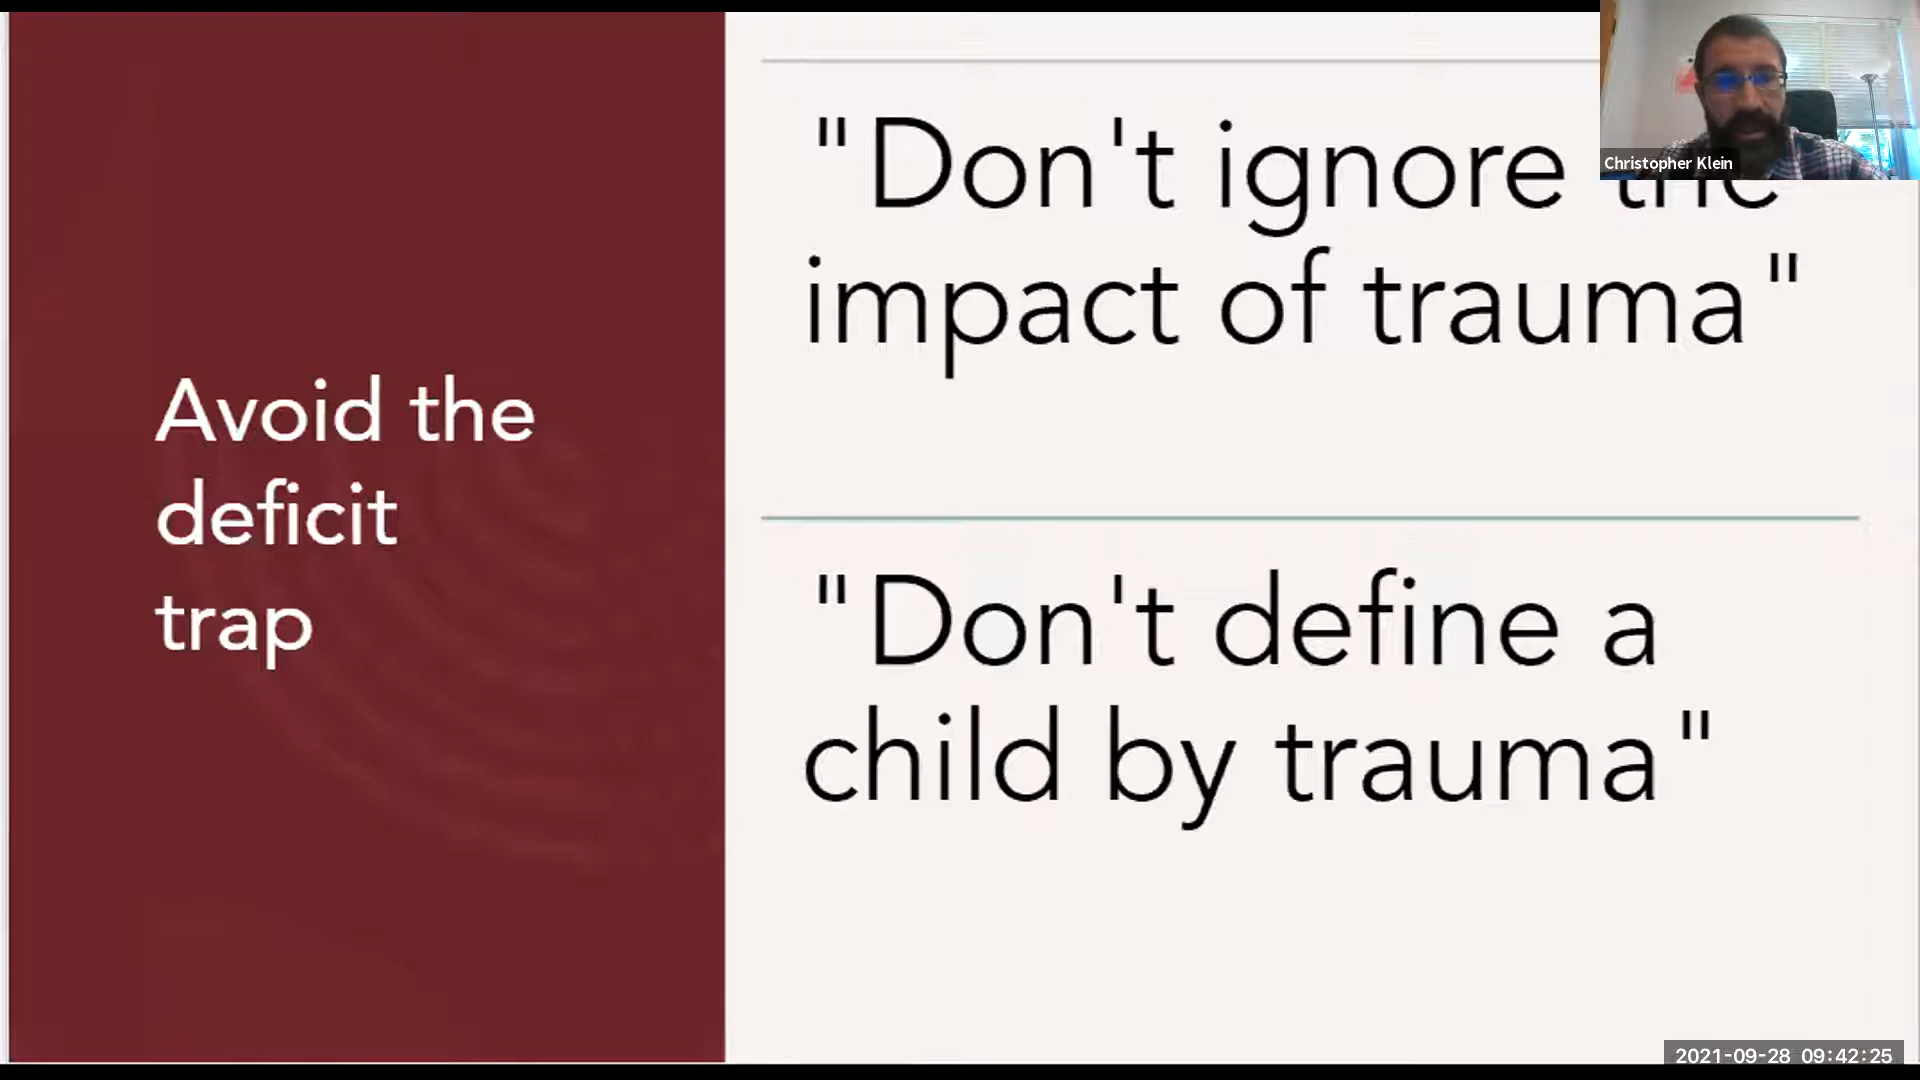 Avoid the
deficit
trap
"Don't ignore the
impact of trauma"
"Don't define a
child by trauma"
Christopher Klein
2021-09-28 09:42:25